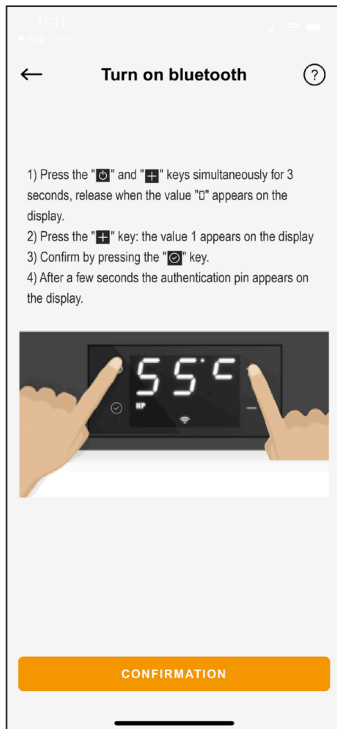 11:11
◂ App Store
← Turn on bluetooth ?
1) Press the "⏻" and "+" keys simultaneously for 3
seconds, release when the value "▯" appears on the
display.
2) Press the "+" key: the value 1 appears on the display
3) Confirm by pressing the "✓" key.
4) After a few seconds the authentication pin appears on
the display.
55°C
HP
CONFIRMATION